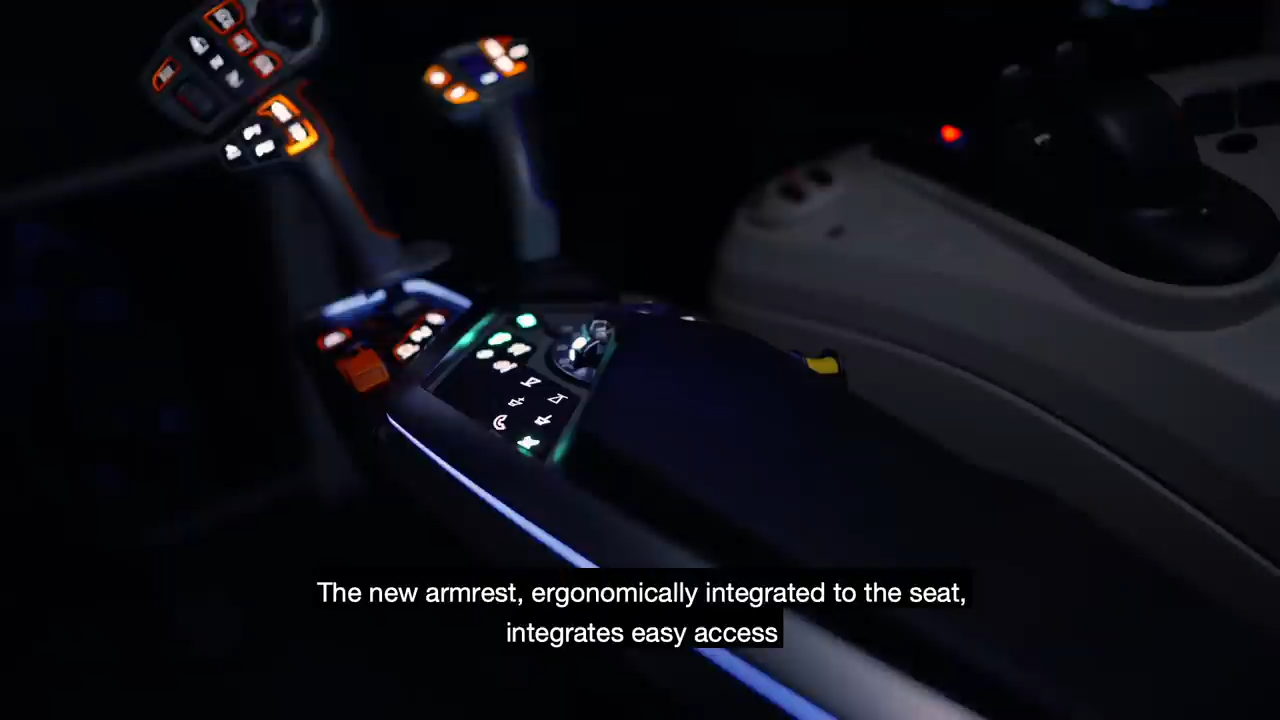 The new armrest, ergonomically integrated to the seat,
integrates easy access